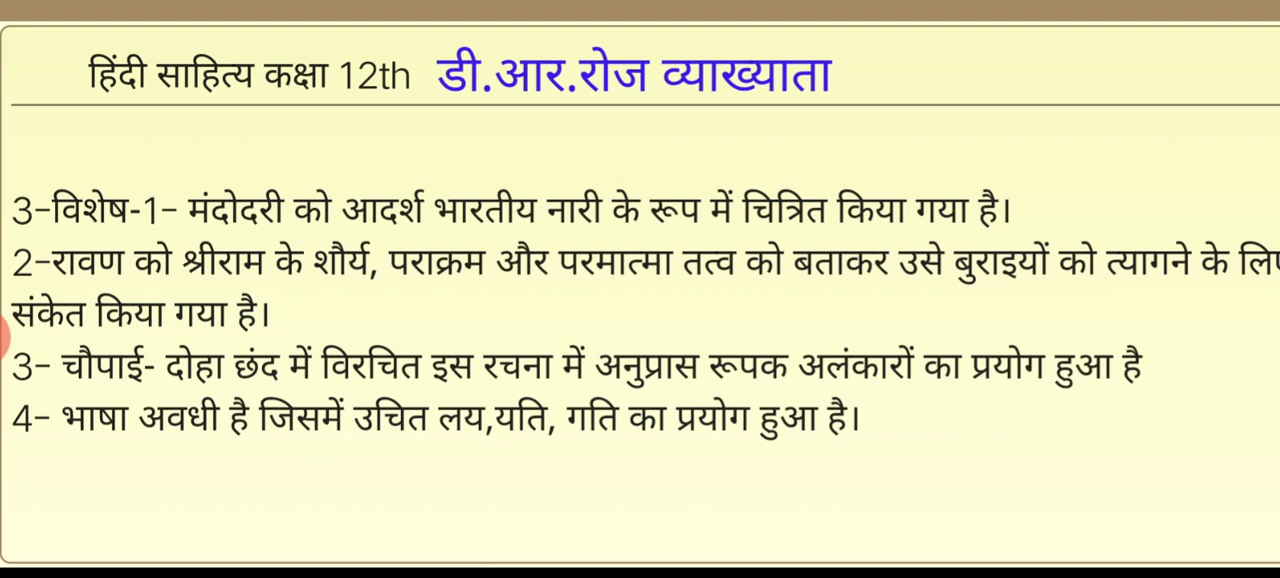 हिंदी साहित्य कक्षा 12th डी.आर.रोज व्याख्याता
3-विशेष-1- मंदोदरी को आदर्श भारतीय नारी के रूप में चित्रित किया गया है।
2-रावण को श्रीराम के शौर्य, पराक्रम और परमात्मा तत्व को बताकर उसे बुराइयों को त्यागने के
संकेत किया गया है।
3- चौपाई- दोहा छंद में विरचित इस रचना में अनुप्रास रूपक अलंकारों का प्रयोग हुआ है
4- भाषा अवधी है जिसमें उचित लय,यति, गति का प्रयोग हुआ है।